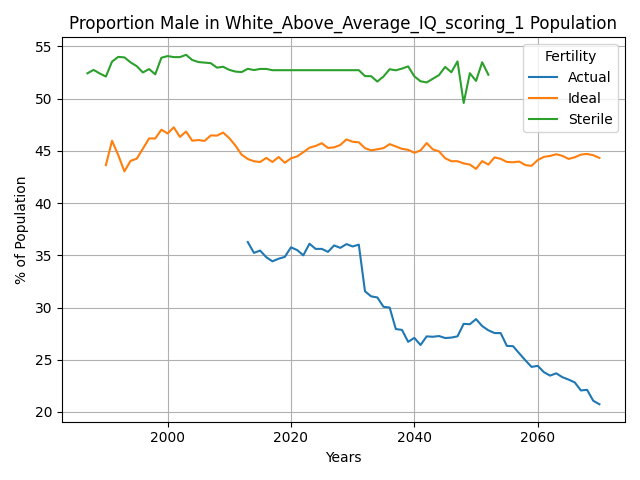 Proportion Male in White_Above_Average_IQ_scoring_1 Population
% of Population
55
50
45
40
35
30
25
20
Fertility
Actual
Ideal
Sterile
2000
2020
2040
2060
Years